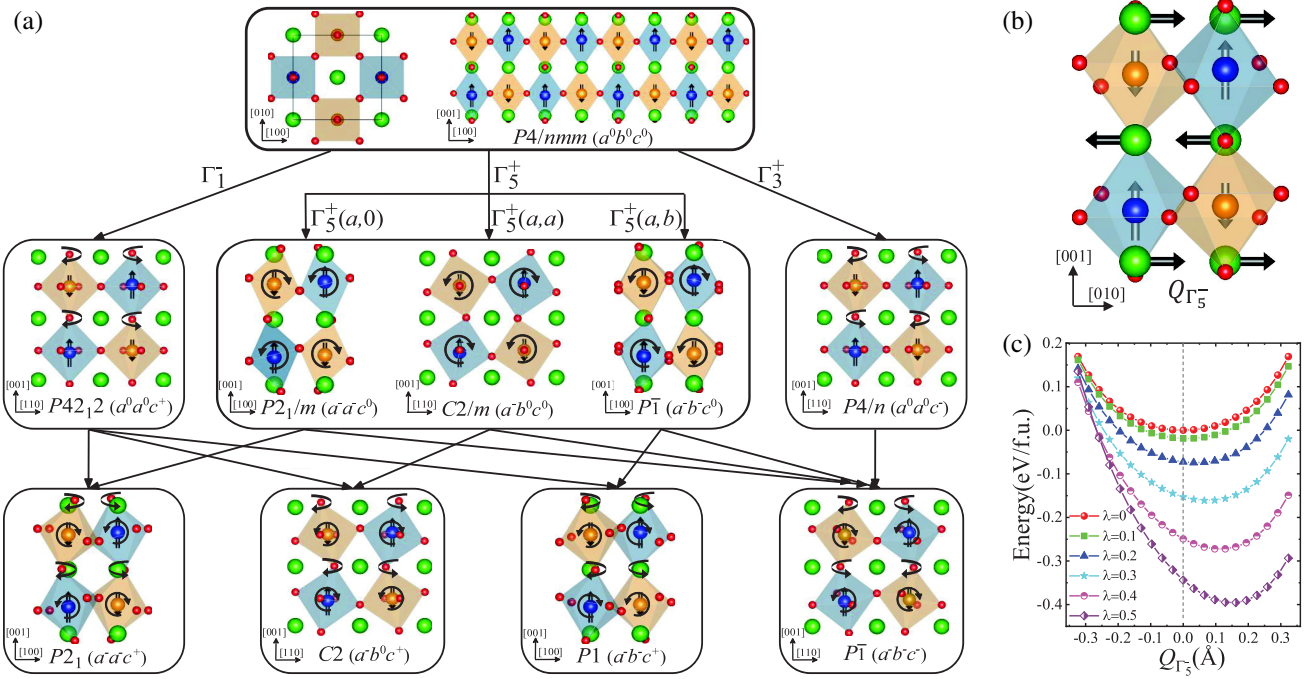 (a)
[010]
[100]
[001]
[100]
P4/nmm (a⁰b⁰c⁰)
Γ₁⁻
Γ₅⁺
Γ₃⁺
Γ₅⁺(a,0)
Γ₅⁺(a,a)
Γ₅⁺(a,b)
[001]
[110]
P42₁2 (a⁰a⁰c⁺)
[001]
[100]
P2₁/m (a⁻a⁻c⁰)
[001]
[110]
C2/m (a⁻b⁰c⁰)
[001]
[100]
P1̅ (a⁻b⁻c⁰)
[001]
[110]
P4/n (a⁰a⁰c⁻)
[001]
[100]
P2₁ (a⁻a⁻c⁺)
[001]
[110]
C2 (a⁻b⁰c⁺)
[001]
[100]
P1 (a⁻b⁻c⁺)
[001]
[110]
P1̅ (a⁻b⁻c⁻)
(b)
[001]
[010]
Q_Γ₅⁻
(c)
Energy(eV/f.u.)
0.2
0.1
0.0
-0.1
-0.2
-0.3
-0.4
λ=0
λ=0.1
λ=0.2
λ=0.3
λ=0.4
λ=0.5
-0.3 -0.2 -0.1 0.0 0.1 0.2 0.3
Q_Γ₅⁻(Å)